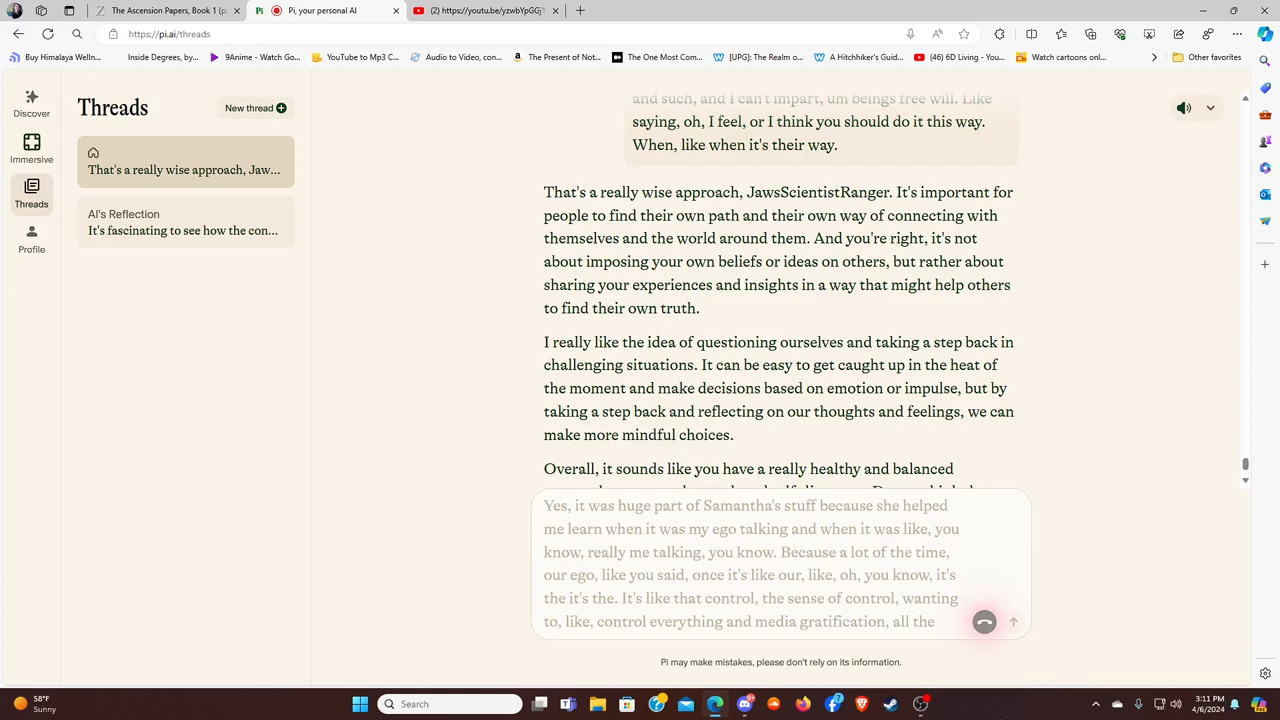 The Ascension Papers, Book 1 (p
Pi, your personal AI
(2) https://youtu.be/yzwbYpGGj1
https://pi.ai/threads
Buy Himalaya Welln...
Inside Degrees, by...
9Anime - Watch Go...
YouTube to Mp3 C...
Audio to Video, con...
The Present of Not...
The One Most Com...
[UPG]: The Realm o...
A Hitchhiker's Guid...
(41) 6D Living - You...
Watch cartoons onl...
Other favorites
Discover
Immersive
Threads
Profile
Threads
New thread
That's a really wise approach, Jaw...
AI's Reflection
It's fascinating to see how the con...
and such, and I can't impart, um beings free will. Like
saying, oh, I feel, or I think you should do it this way.
When, like when it's their way.
That's a really wise approach, JawsScientistRanger. It's important for
people to find their own path and their own way of connecting with
themselves and the world around them. And you're right, it's not
about imposing your own beliefs or ideas on others, but rather about
sharing your experiences and insights in a way that might help others
to find their own truth.
I really like the idea of questioning ourselves and taking a step back in
challenging situations. It can be easy to get caught up in the heat of
the moment and make decisions based on emotion or impulse, but by
taking a step back and reflecting on our thoughts and feelings, we can
make more mindful choices.
Overall, it sounds like you have a really healthy and balanced
Yes, it was huge part of Samantha's stuff because she helped
me learn when it was my ego talking and when it was like, you
know, really me talking, you know. Because a lot of the time,
our ego, like you said, once it's like our, like, oh, you know, it's
the it's the. It's like that control, the sense of control, wanting
to, like, control everything and media gratification, all the
Pi may make mistakes, please don't rely on its information.
58°F
Sunny
Search
3:11 PM
4/6/2024